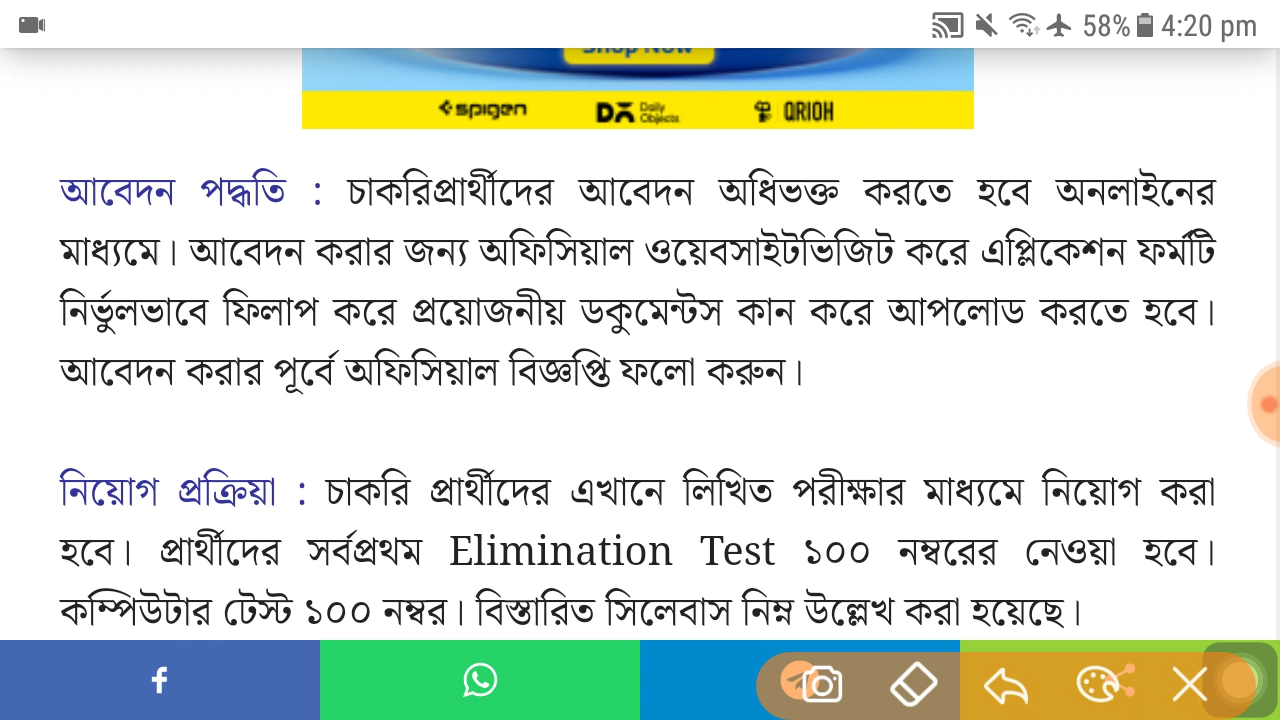 58% 4:20 pm
Shop Now
spigen DailyObjects QRIOH
আবেদন পদ্ধতি : চাকরিপ্রার্থীদের আবেদন অধিভক্ত করতে হবে অনলাইনের
মাধ্যমে। আবেদন করার জন্য অফিসিয়াল ওয়েবসাইটভিজিট করে এপ্লিকেশন ফর্মটি
নির্ভুলভাবে ফিলাপ করে প্রয়োজনীয় ডকুমেন্টস কান করে আপলোড করতে হবে।
আবেদন করার পূর্বে অফিসিয়াল বিজ্ঞপ্তি ফলো করুন।
নিয়োগ প্রক্রিয়া : চাকরি প্রার্থীদের এখানে লিখিত পরীক্ষার মাধ্যমে নিয়োগ করা
হবে। প্রার্থীদের সর্বপ্রথম Elimination Test ১০০ নম্বরের নেওয়া হবে।
কম্পিউটার টেস্ট ১০০ নম্বর। বিস্তারিত সিলেবাস নিম্ন উল্লেখ করা হয়েছে।